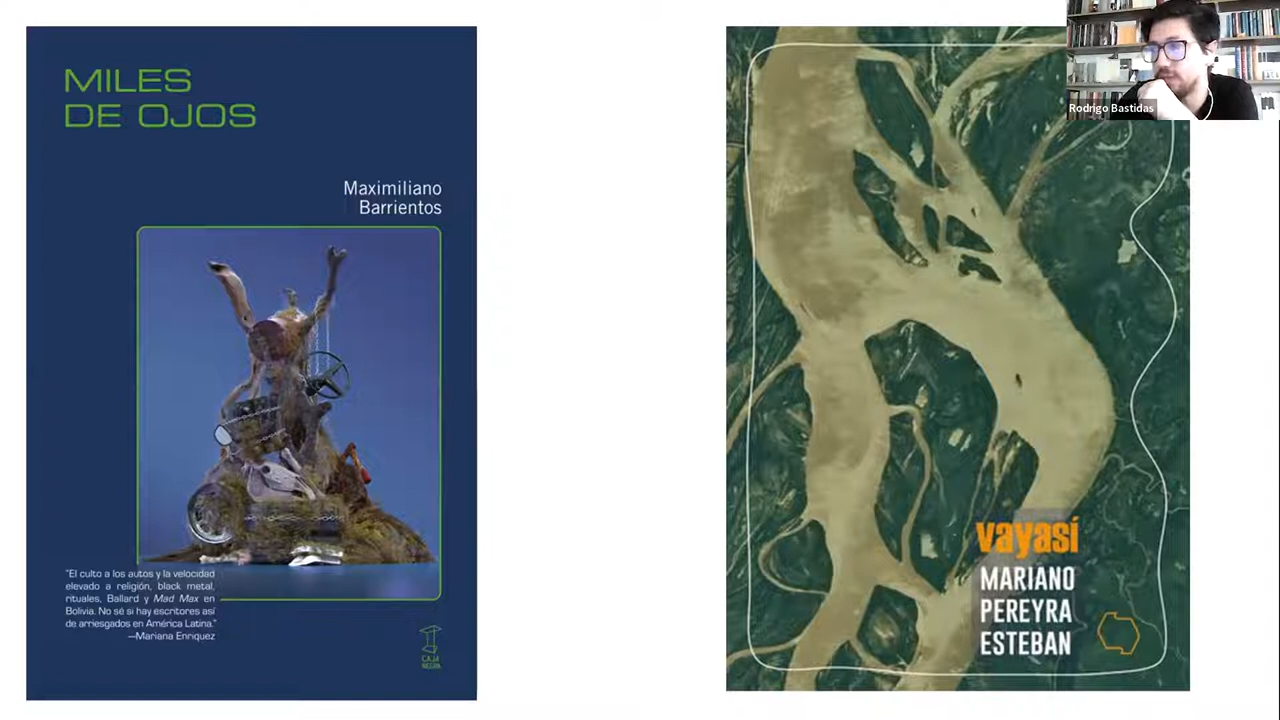 MILES
DE OJOS
Maximiliano
Barrientos
"El culto a los autos y la velocidad
elevado a religión, black metal,
rituales, Ballard y Mad Max en
Bolivia. No sé si hay escritores así
de arriesgados en América Latina."
—Mariana Enriquez
CAJA
NEGRA
vayasí
MARIANO
PEREYRA
ESTEBAN
Rodrigo Bastidas